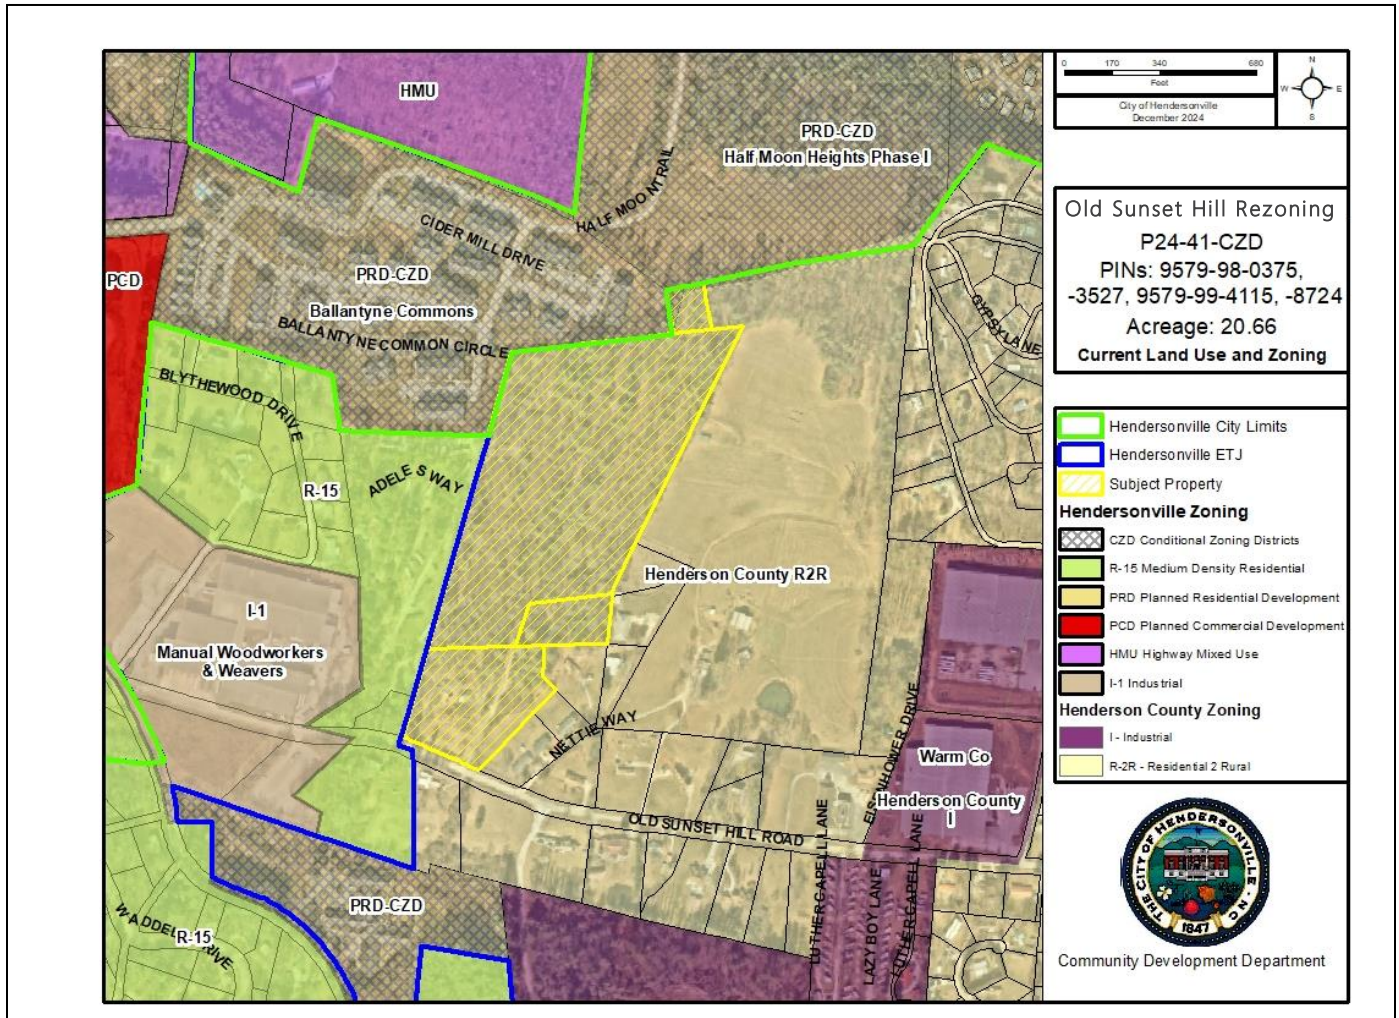 HMU
PRD-CZD
Half Moon Heights Phase I
HALF MOON TRAIL
CIDER MILL DRIVE
PRD-CZD
Ballantyne Commons
BALLANTYNE COMMON CIRCLE
PCD
GYPSY LANE
BLYTHEWOOD DRIVE
ADELE S WAY
R-15
Henderson County R2R
I-1
Manual Woodworkers
& Weavers
NETTIE WAY
EISENHOWER DRIVE
Warm Co
Henderson County
I
OLD SUNSET HILL ROAD
LUTHER CAPELL LANE
LAZY BOY LANE
LUTHER CAPELL LANE
PRD-CZD
R-15
WADDELL DRIVE
0 170 340 680
Feet
N
W E
S
City of Hendersonville
December 2024
Old Sunset Hill Rezoning
P24-41-CZD
PINs: 9579-98-0375,
-3527, 9579-99-4115, -8724
Acreage: 20.66
Current Land Use and Zoning
Hendersonville City Limits
Hendersonville ETJ
Subject Property
Hendersonville Zoning
CZD Conditional Zoning Districts
R-15 Medium Density Residential
PRD Planned Residential Development
PCD Planned Commercial Development
HMU Highway Mixed Use
I-1 Industrial
Henderson County Zoning
I - Industrial
R-2R - Residential 2 Rural
THE CITY OF HENDERSONVILLE, N.C.
1847
Community Development Department